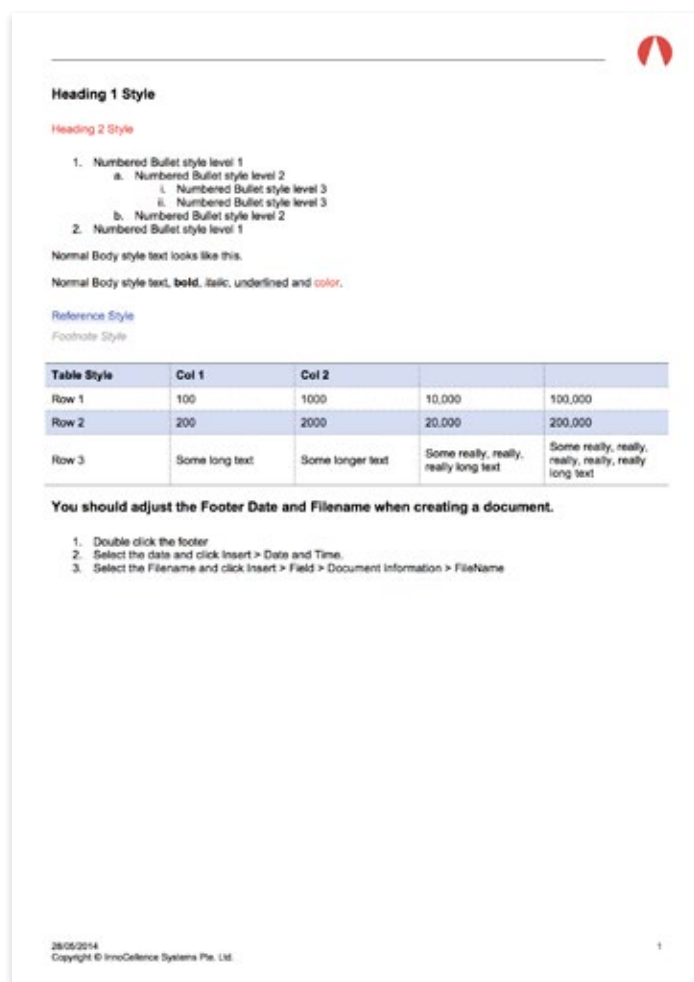 Heading 1 Style
Heading 2 Style
1. Numbered Bullet style level 1
a. Numbered Bullet style level 2
i. Numbered Bullet style level 3
ii. Numbered Bullet style level 3
b. Numbered Bullet style level 2
2. Numbered Bullet style level 1
Normal Body style text looks like this.
Normal Body style text, bold, italic, underlined and color.
Reference Style
Footnote Style
Table Style Col 1 Col 2
Row 1 100 1000 10,000 100,000
Row 2 200 2000 20,000 200,000
Row 3 Some long text Some longer text Some really, really, really long text Some really, really, really, really, really long text
You should adjust the Footer Date and Filename when creating a document.
1. Double click the footer
2. Select the date and click Insert > Date and Time.
3. Select the Filename and click Insert > Field > Document Information > FileName
28/05/2014 1
Copyright © InnoCellence Systems Pte. Ltd.